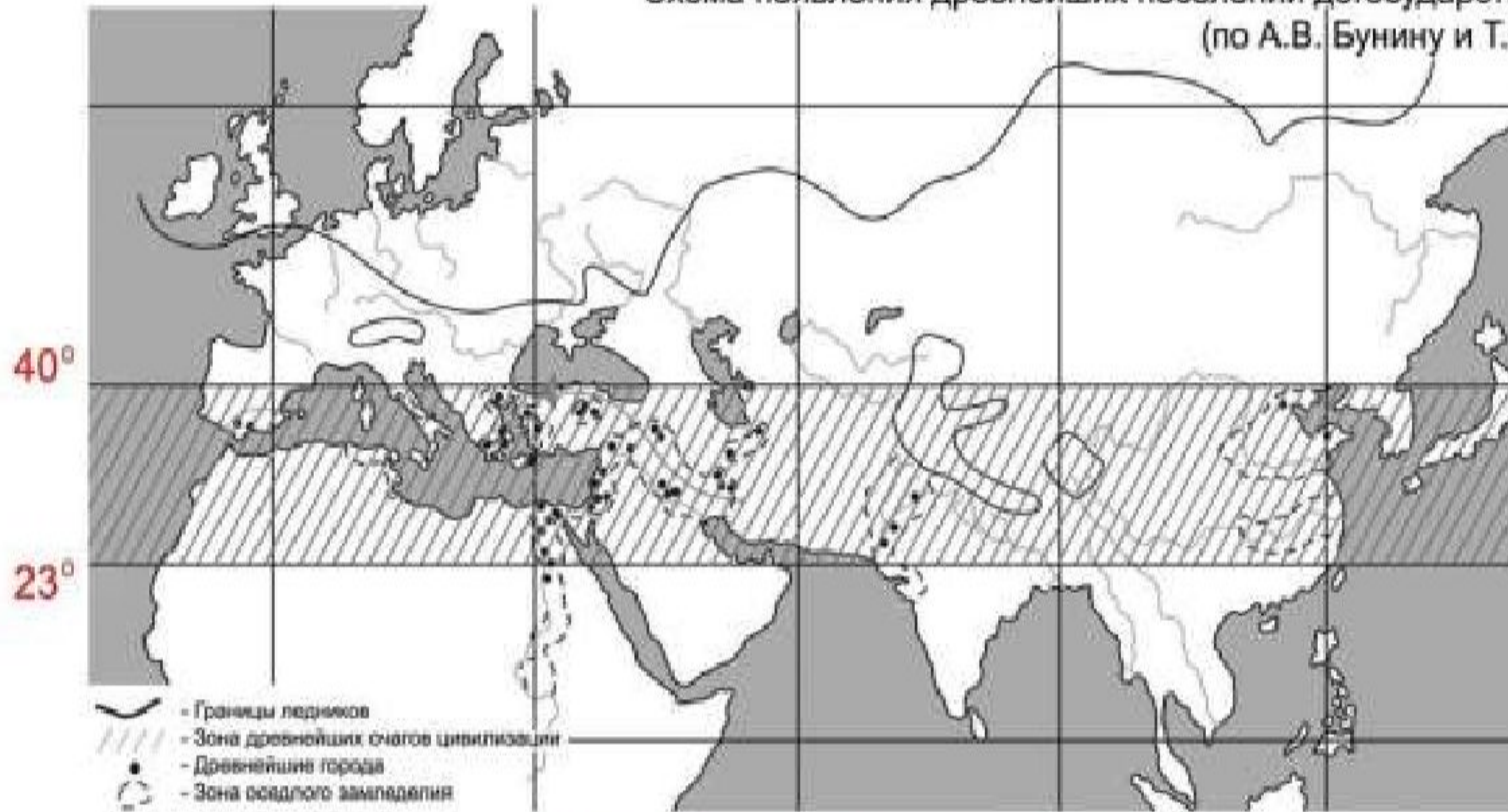 (по А.В. Бунину и Т.
40°
23°
- Границы ледников
- Зона древнейших очагов цивилизации
- Древнейшие города
- Зона оседлого земледелия